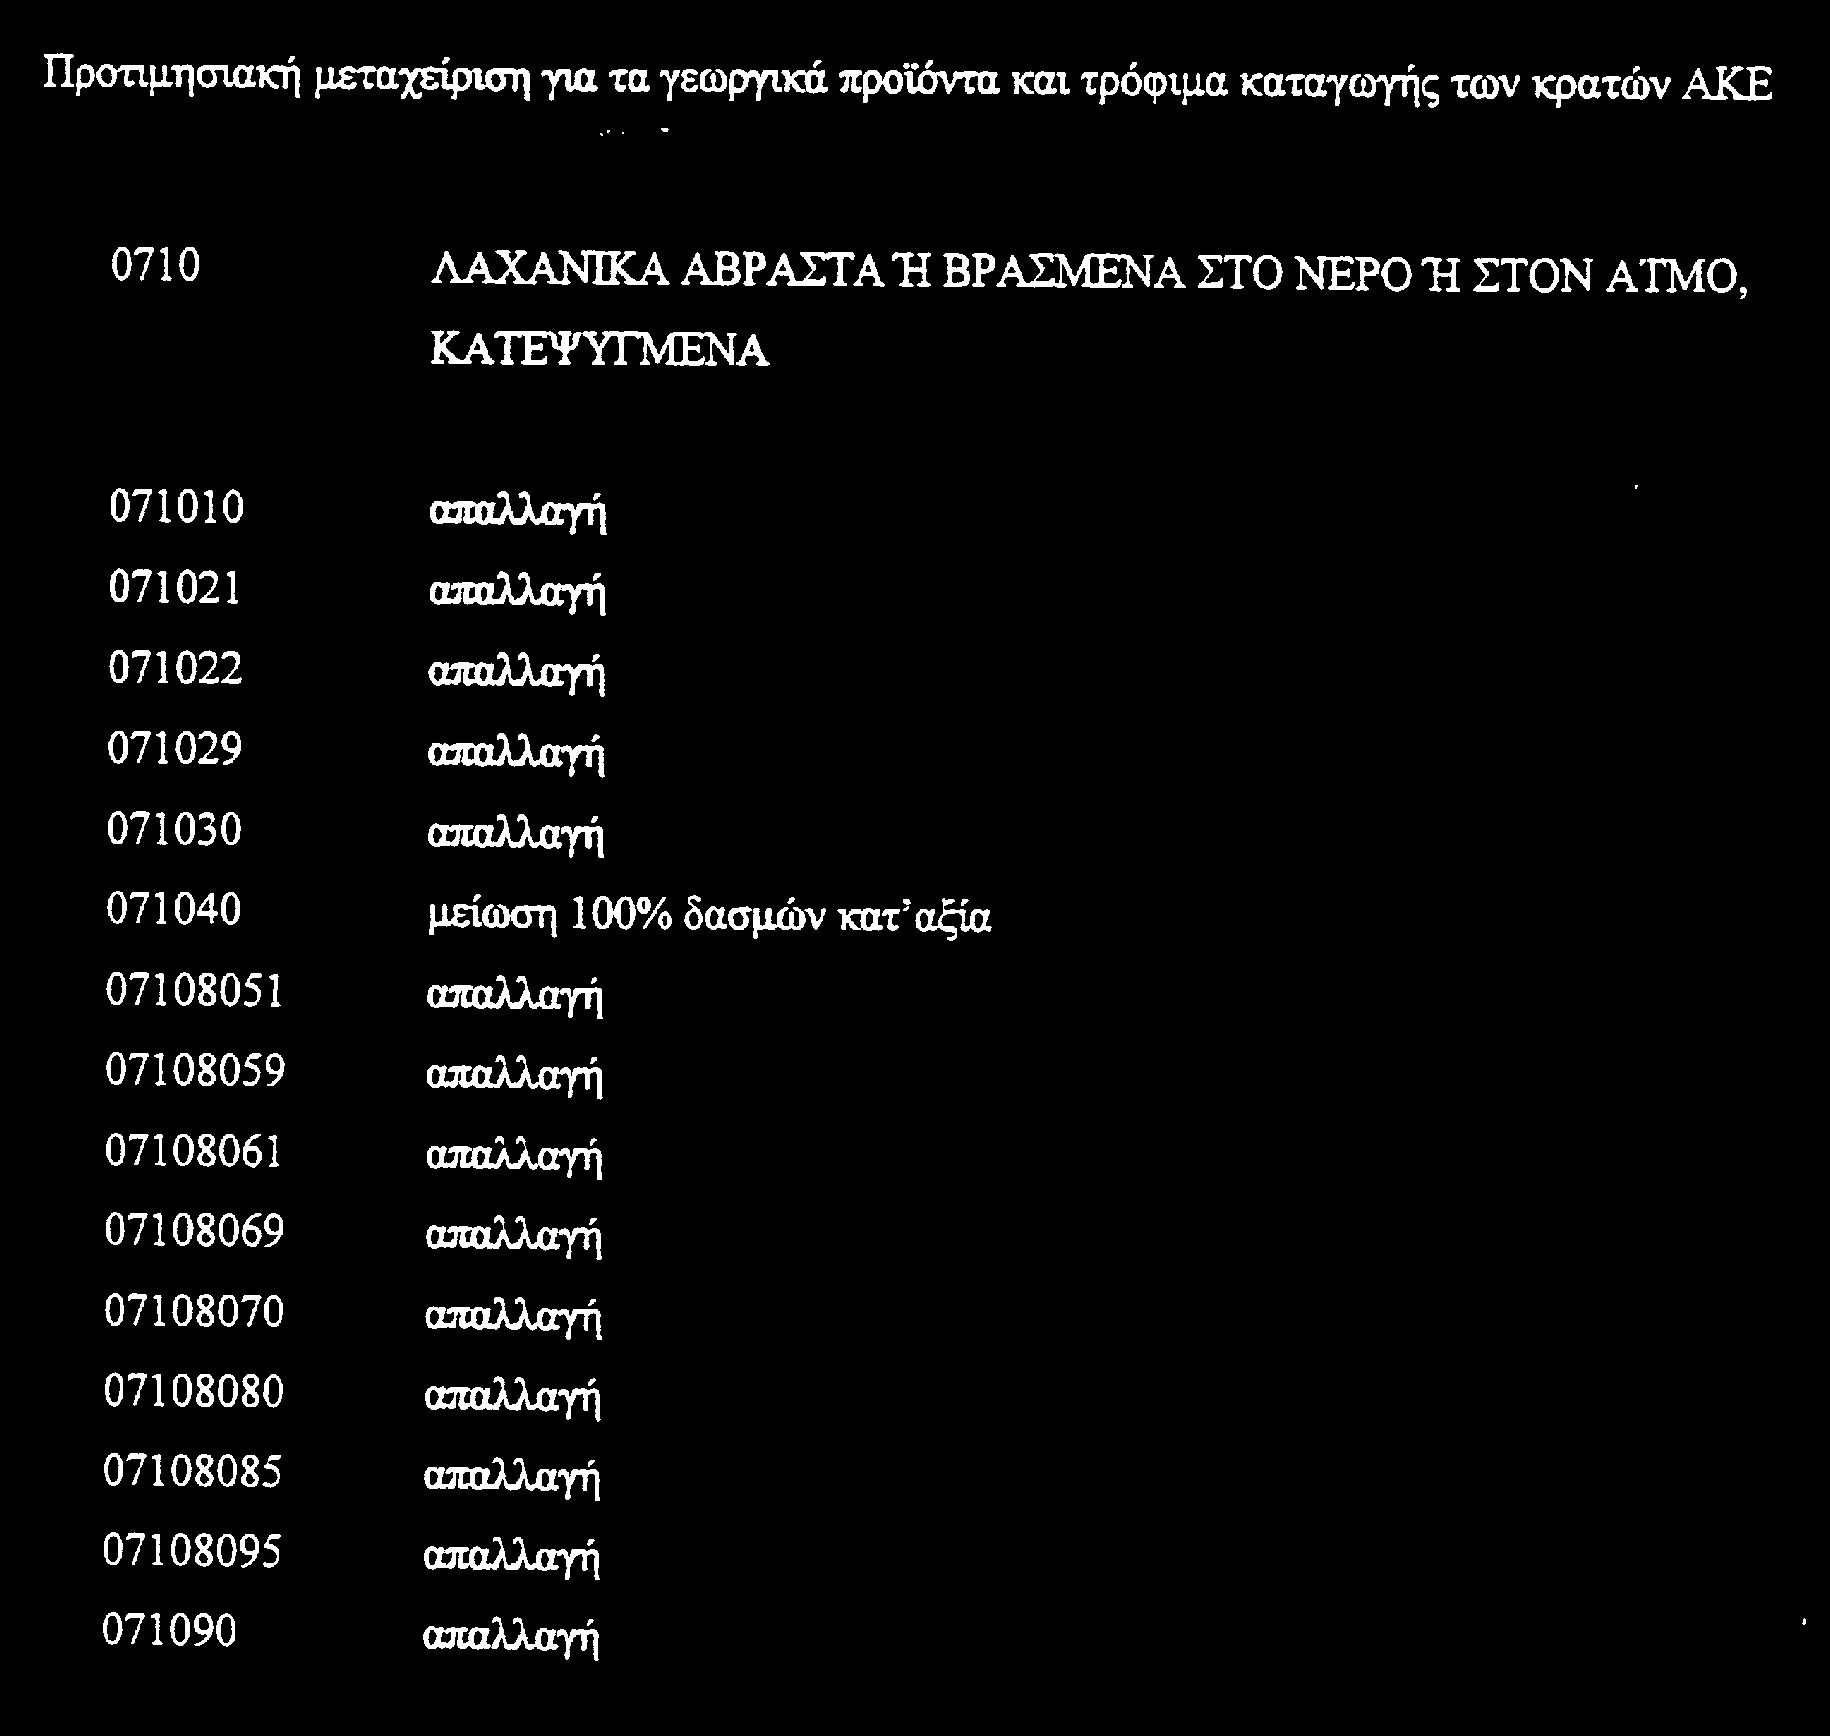 Προτιμησιακή μεταχείριση για τα γεωργικά προϊόντα και τρόφιμα καταγωγής των κρατών ΑΚΕ
0710 ΛΑΧΑΝΙΚΑ ΑΒΡΑΣΤΑ Ή ΒΡΑΣΜΕΝΑ ΣΤΟ ΝΕΡΟ Ή ΣΤΟΝ ΑΤΜΟ,
ΚΑΤΕΨΥΓΜΕΝΑ
071010 απαλλαγή
071021 απαλλαγή
071022 απαλλαγή
071029 απαλλαγή
071030 απαλλαγή
071040 μείωση 100% δασμών κατ’αξία
07108051 απαλλαγή
07108059 απαλλαγή
07108061 απαλλαγή
07108069 απαλλαγή
07108070 απαλλαγή
07108080 απαλλαγή
07108085 απαλλαγή
07108095 απαλλαγή
071090 απαλλαγή